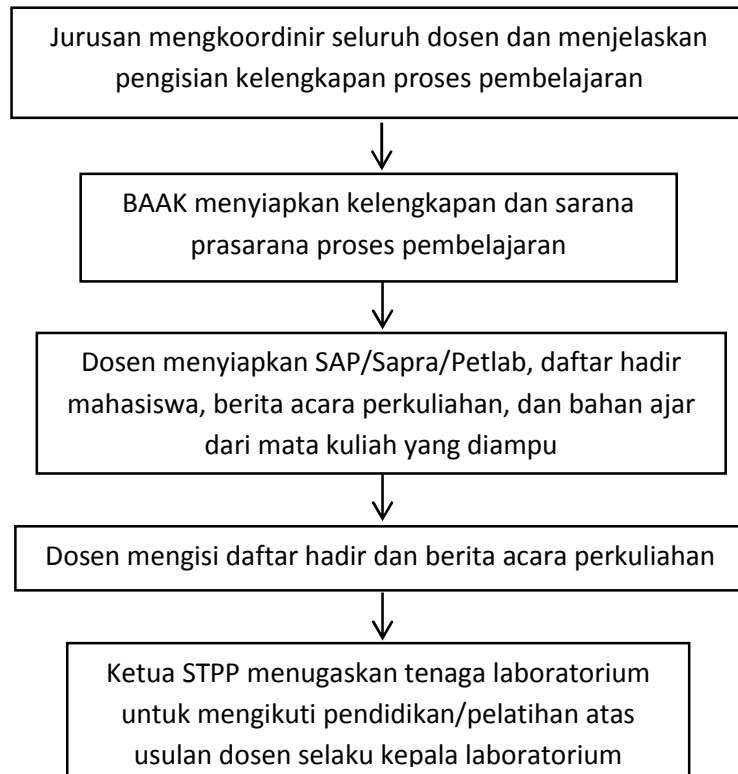 Jurusan mengkoordinir seluruh dosen dan menjelaskan
pengisian kelengkapan proses pembelajaran
BAAK menyiapkan kelengkapan dan sarana
prasarana proses pembelajaran
Dosen menyiapkan SAP/Sapra/Petlab, daftar hadir
mahasiswa, berita acara perkuliahan, dan bahan ajar
dari mata kuliah yang diampu
Dosen mengisi daftar hadir dan berita acara perkuliahan
Ketua STPP menugaskan tenaga laboratorium
untuk mengikuti pendidikan/pelatihan atas
usulan dosen selaku kepala laboratorium